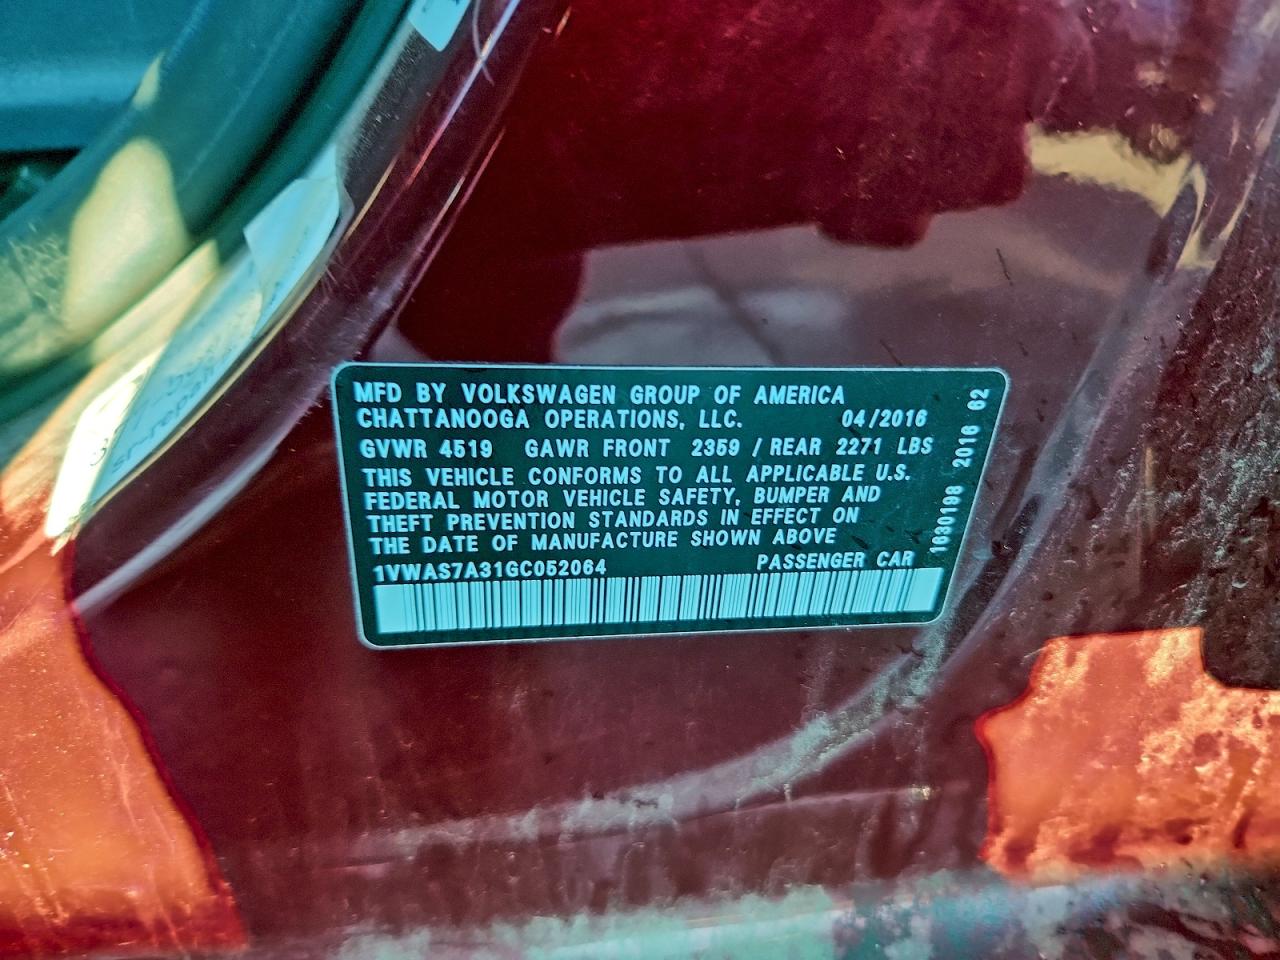 MFD BY VOLKSWAGEN GROUP OF AMERICA
CHATTANOOGA OPERATIONS, LLC. 04/2016
GVWR 4519 GAWR FRONT 2359 / REAR 2271 LBS
THIS VEHICLE CONFORMS TO ALL APPLICABLE U.S.
FEDERAL MOTOR VEHICLE SAFETY, BUMPER AND
THEFT PREVENTION STANDARDS IN EFFECT ON
THE DATE OF MANUFACTURE SHOWN ABOVE
1VWAS7A31GC052064 PASSENGER CAR
1630198 2016 62